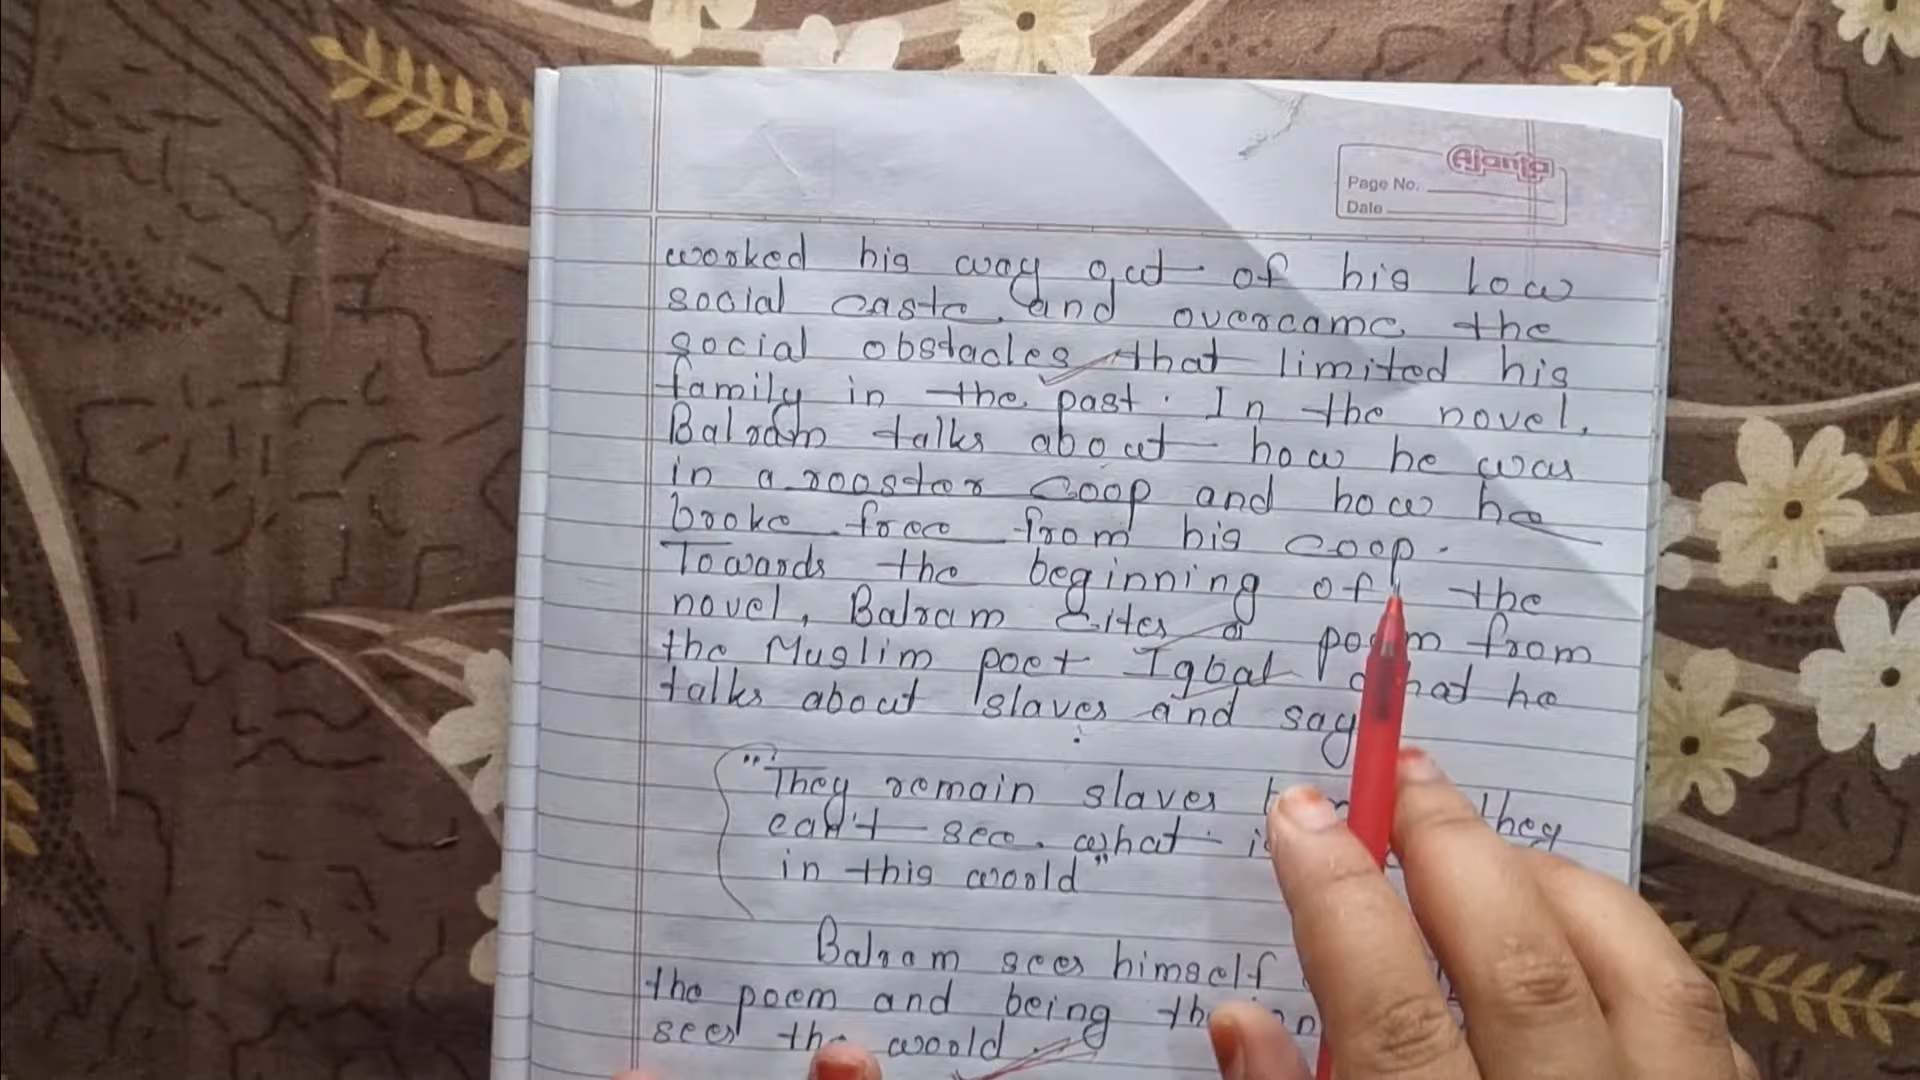 Ajanta
Page No.
Date
worked his way out of his low
social caste and overcame the
social obstacles that limited his
family in the past. In the novel,
Balram talks about how he was
in a rooster coop and how he
broke free from his coop.
Towards the beginning of the
novel, Balram cites a poem from
the Muslim poet Iqbal what he
talks about slaves and say
"They remain slaves they
can't see what
in this world"
Balram sees himself
the poem and being
sees the world.